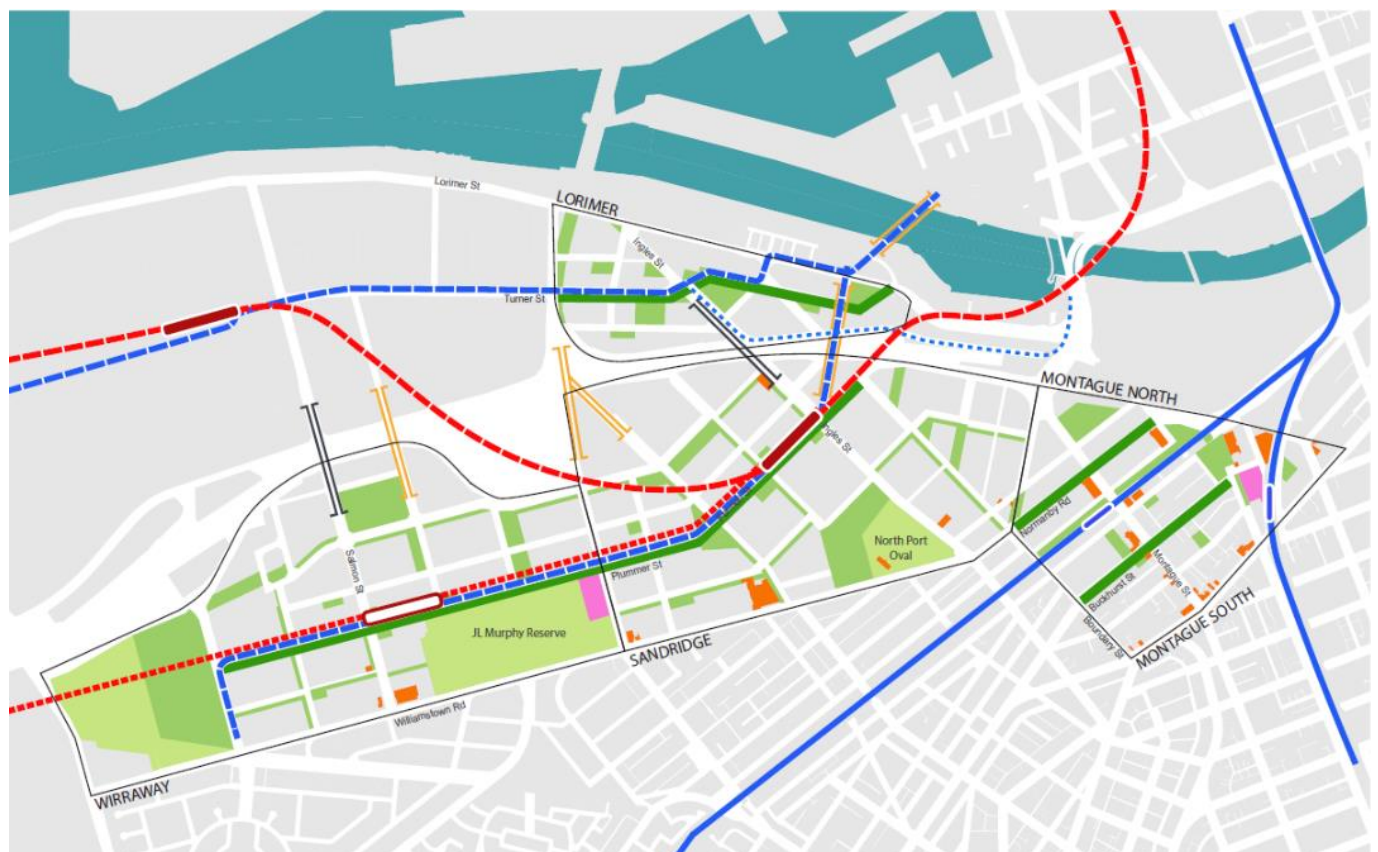 Lorimer St
LORIMER
Ingles St
Turner St
MONTAGUE NORTH
Ingles St
Normanby Rd
North Port
Oval
Salmon St
Plummer St
Montague St
Buckhurst St
Boundery St
JL Murphy Reserve
SANDRIDGE
MONTAGUE SOUTH
Williamstown Rd
WIRRAWAY